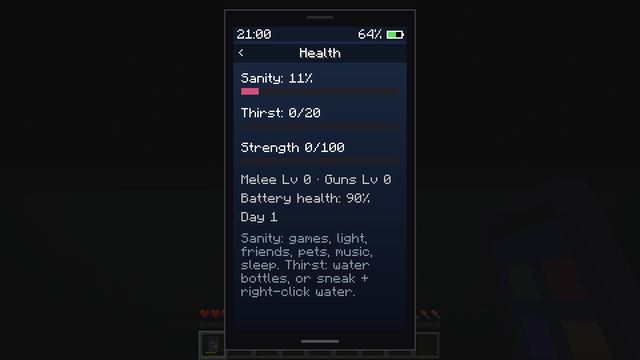 21:00 64%
< Health
Sanity: 11%
Thirst: 0/20
Strength 0/100
Melee Lv 0 · Guns Lv 0
Battery health: 90%
Day 1
Sanity: games, light,
friends, pets, music,
sleep. Thirst: water
bottles, or sneak +
right-click water.